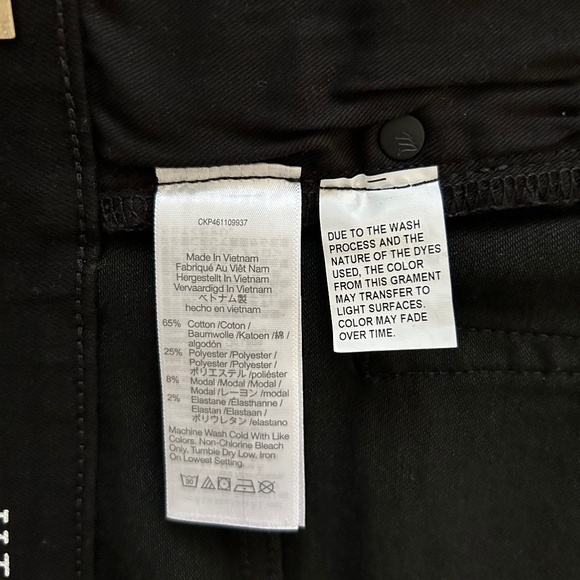 CKP461109937
Made In Vietnam
Fabriqué Au Viêt Nam
Hergestellt In Vietnam
Vervaardigd In Vietnam
ベトナム製
hecho en vietnam
65% Cotton /Coton /
Baumwolle /Katoen /綿 /
algodón
25% Polyester /Polyester /
Polyester /Polyester /
ポリエステル /poliéster
8% Modal /Modal /Modal /
Modal /レーヨン /modal
2% Elastane /Élasthanne /
Elastan /Elastaan /
ポリウレタン /elastano
Machine Wash Cold With Like
Colors. Non-Chlorine Bleach
Only. Tumble Dry Low. Iron
On Lowest Setting.
30
DUE TO THE WASH
PROCESS AND THE
NATURE OF THE DYES
USED, THE COLOR
FROM THIS GRAMENT
MAY TRANSFER TO
LIGHT SURFACES.
COLOR MAY FADE
OVER TIME.